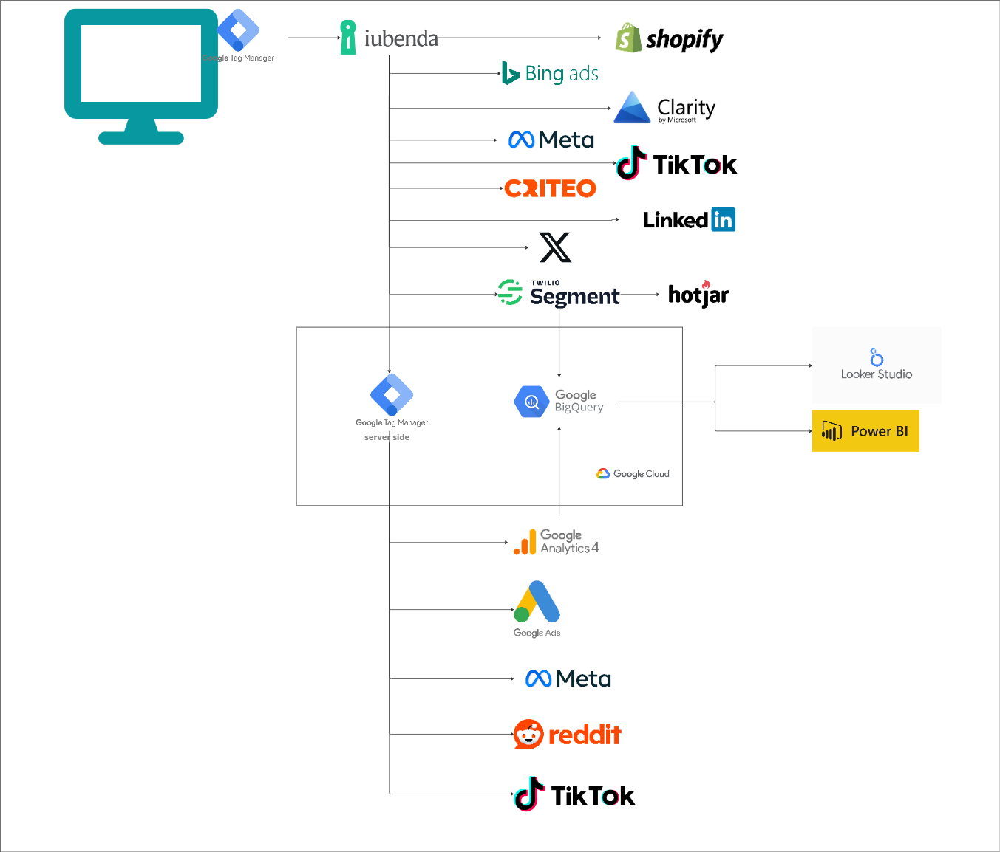 Google Tag Manager
iubenda
shopify
Bing ads
Clarity
by Microsoft
Meta
TikTok
CRITEO
Linked in
X
TWILIO
Segment
hotjar
Google Tag Manager
server side
Google
BigQuery
Looker Studio
Power BI
Google Cloud
Google
Analytics 4
Google Ads
Meta
reddit
TikTok